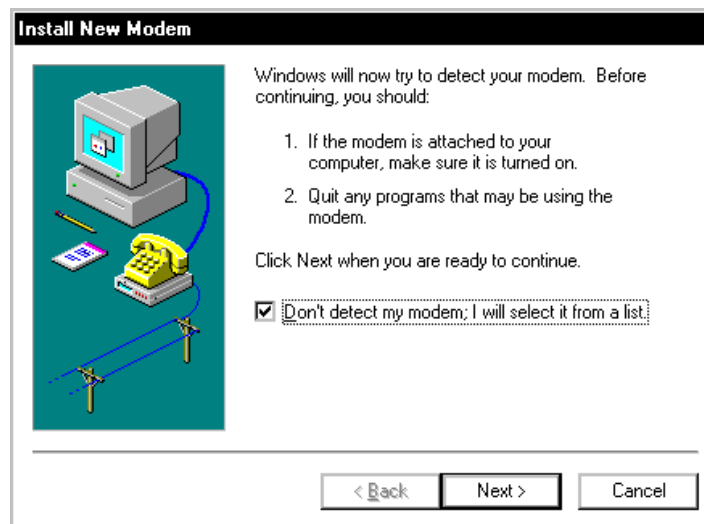 Install New Modem
Windows will now try to detect your modem. Before
continuing, you should:
1. If the modem is attached to your
computer, make sure it is turned on.
2. Quit any programs that may be using the
modem.
Click Next when you are ready to continue.
Don't detect my modem; I will select it from a list.
< Back
Next >
Cancel